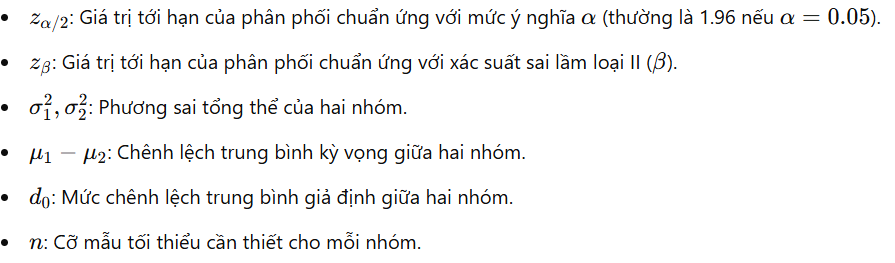 • $z_{\alpha/2}$: Giá trị tới hạn của phân phối chuẩn ứng với mức ý nghĩa $\alpha$ (thường là 1.96 nếu $\alpha = 0.05$).
• $z_{\beta}$: Giá trị tới hạn của phân phối chuẩn ứng với xác suất sai lầm loại II ($\beta$).
• $\sigma_1^2, \sigma_2^2$: Phương sai tổng thể của hai nhóm.
• $\mu_1 - \mu_2$: Chênh lệch trung bình kỳ vọng giữa hai nhóm.
• $d_0$: Mức chênh lệch trung bình giả định giữa hai nhóm.
• $n$: Cỡ mẫu tối thiểu cần thiết cho mỗi nhóm.